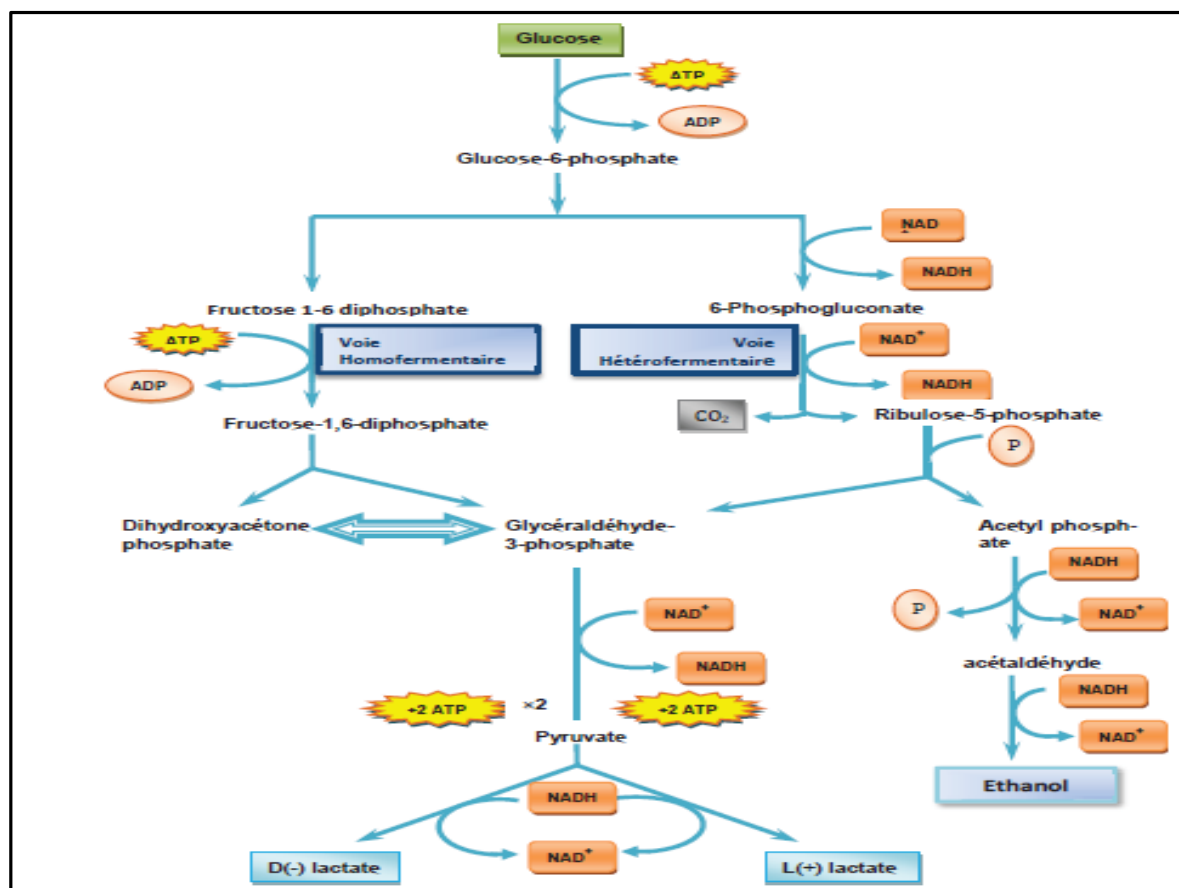 Glucose
ATP
ADP
Glucose-6-phosphate
NAD
NADH
Fructose 1-6 diphosphate
6-Phosphogluconate
ATP
ADP
Voie
Homofermentaire
Voie
Hétérofermentaire
NAD+
NADH
CO₂
Ribulose-5-phosphate
Fructose-1,6-diphosphate
P
Dihydroxyacétone
phosphate
Glycéraldéhyde-
3-phosphate
Acetyl phosph-
ate
NADH
P
NAD+
NAD+
NADH
acétaldéhyde
NADH
NAD+
+2 ATP
×2
+2 ATP
Pyruvate
Ethanol
NADH
NAD+
D(-) lactate
L(+) lactate